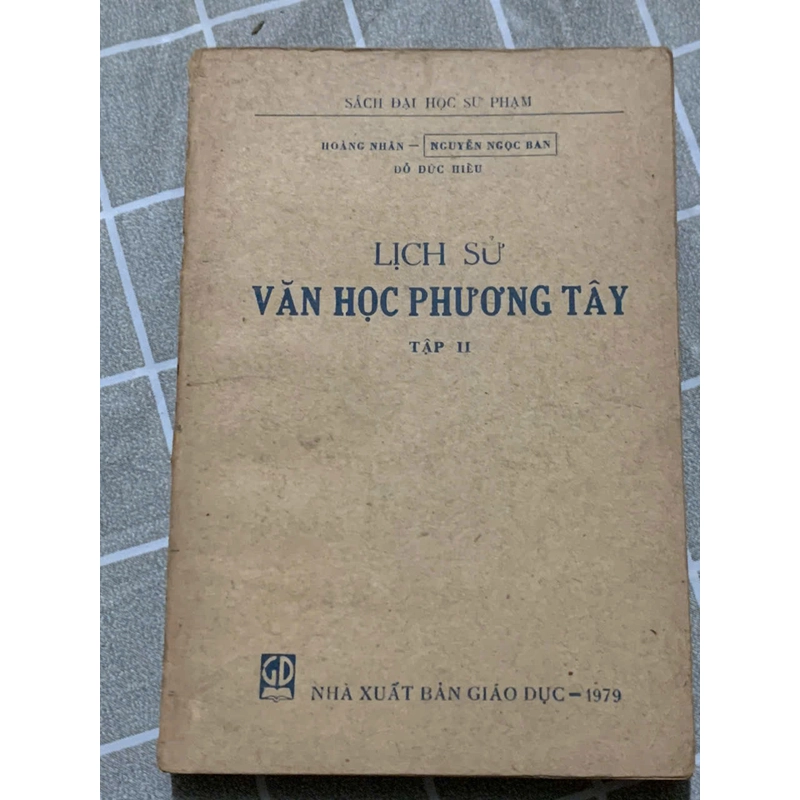 SÁCH ĐẠI HỌC SƯ PHẠM
HOÀNG NHÂN — NGUYỄN NGỌC BAN
ĐỖ ĐỨC HIỂU
LỊCH SỬ
VĂN HỌC PHƯƠNG TÂY
TẬP II
GD
NHÀ XUẤT BẢN GIÁO DỤC — 1979